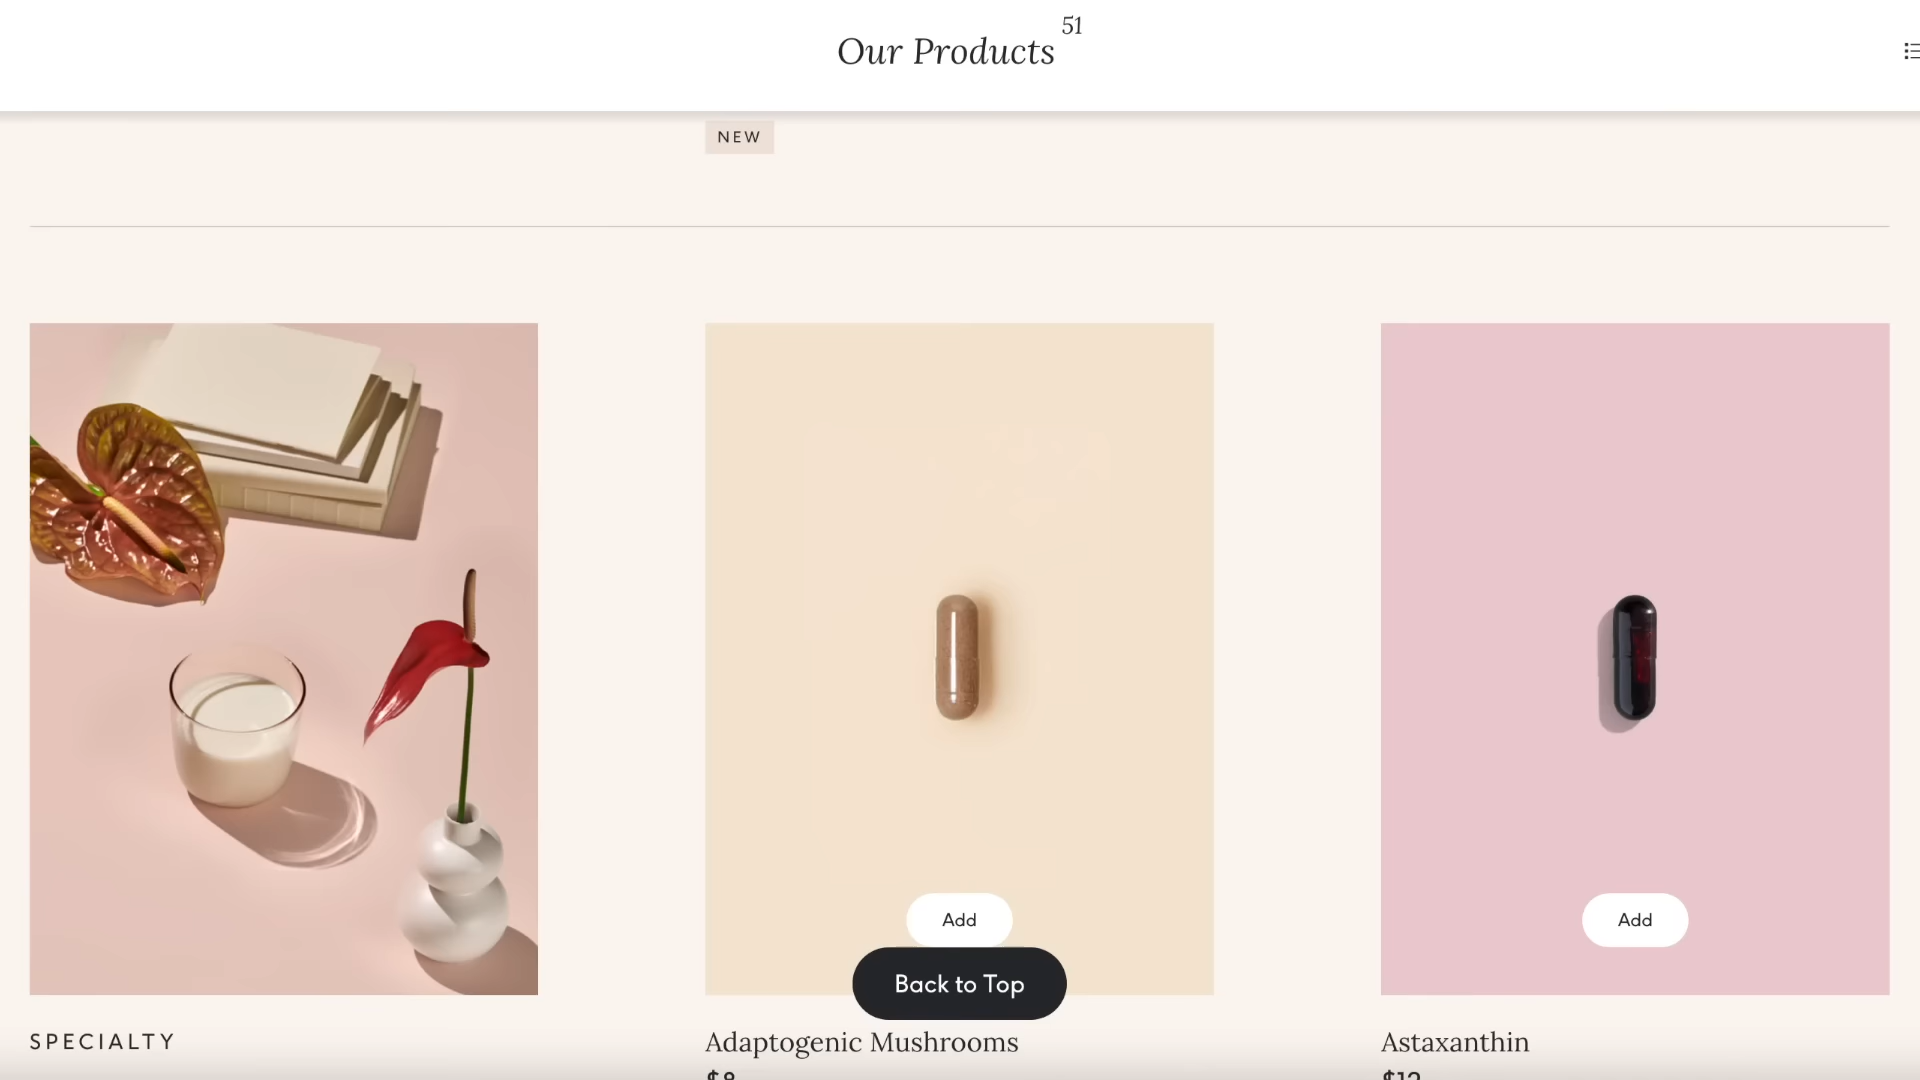 Our Products 51
NEW
Add
Add
Back to Top
SPECIALTY
Adaptogenic Mushrooms
Astaxanthin